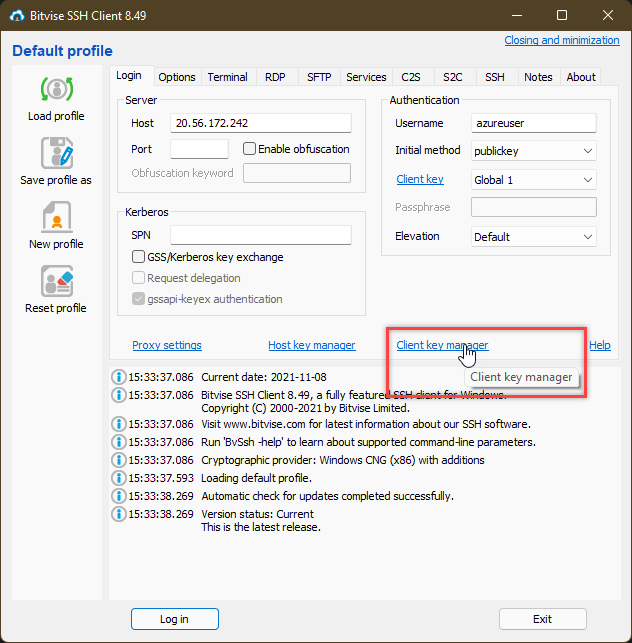 Bitvise SSH Client 8.49
Default profile
Closing and minimization
Load profile
Save profile as
New profile
Reset profile
Login Options Terminal RDP SFTP Services C2S S2C SSH Notes About
Server
Host 20.56.172.242
Port Enable obfuscation
Obfuscation keyword
Kerberos
SPN
GSS/Kerberos key exchange
Request delegation
gssapi-keyex authentication
Authentication
Username azureuser
Initial method publickey
Client key Global 1
Passphrase
Elevation Default
Proxy settings Host key manager Client key manager Help
Client key manager
15:33:37.086 Current date: 2021-11-08
15:33:37.086 Bitvise SSH Client 8.49, a fully featured SSH client for Windows.
Copyright (C) 2000-2021 by Bitvise Limited.
15:33:37.086 Visit www.bitvise.com for latest information about our SSH software.
15:33:37.086 Run 'BvSsh -help' to learn about supported command-line parameters.
15:33:37.086 Cryptographic provider: Windows CNG (x86) with additions
15:33:37.593 Loading default profile.
15:33:38.269 Automatic check for updates completed successfully.
15:33:38.269 Version status: Current
This is the latest release.
Log in Exit